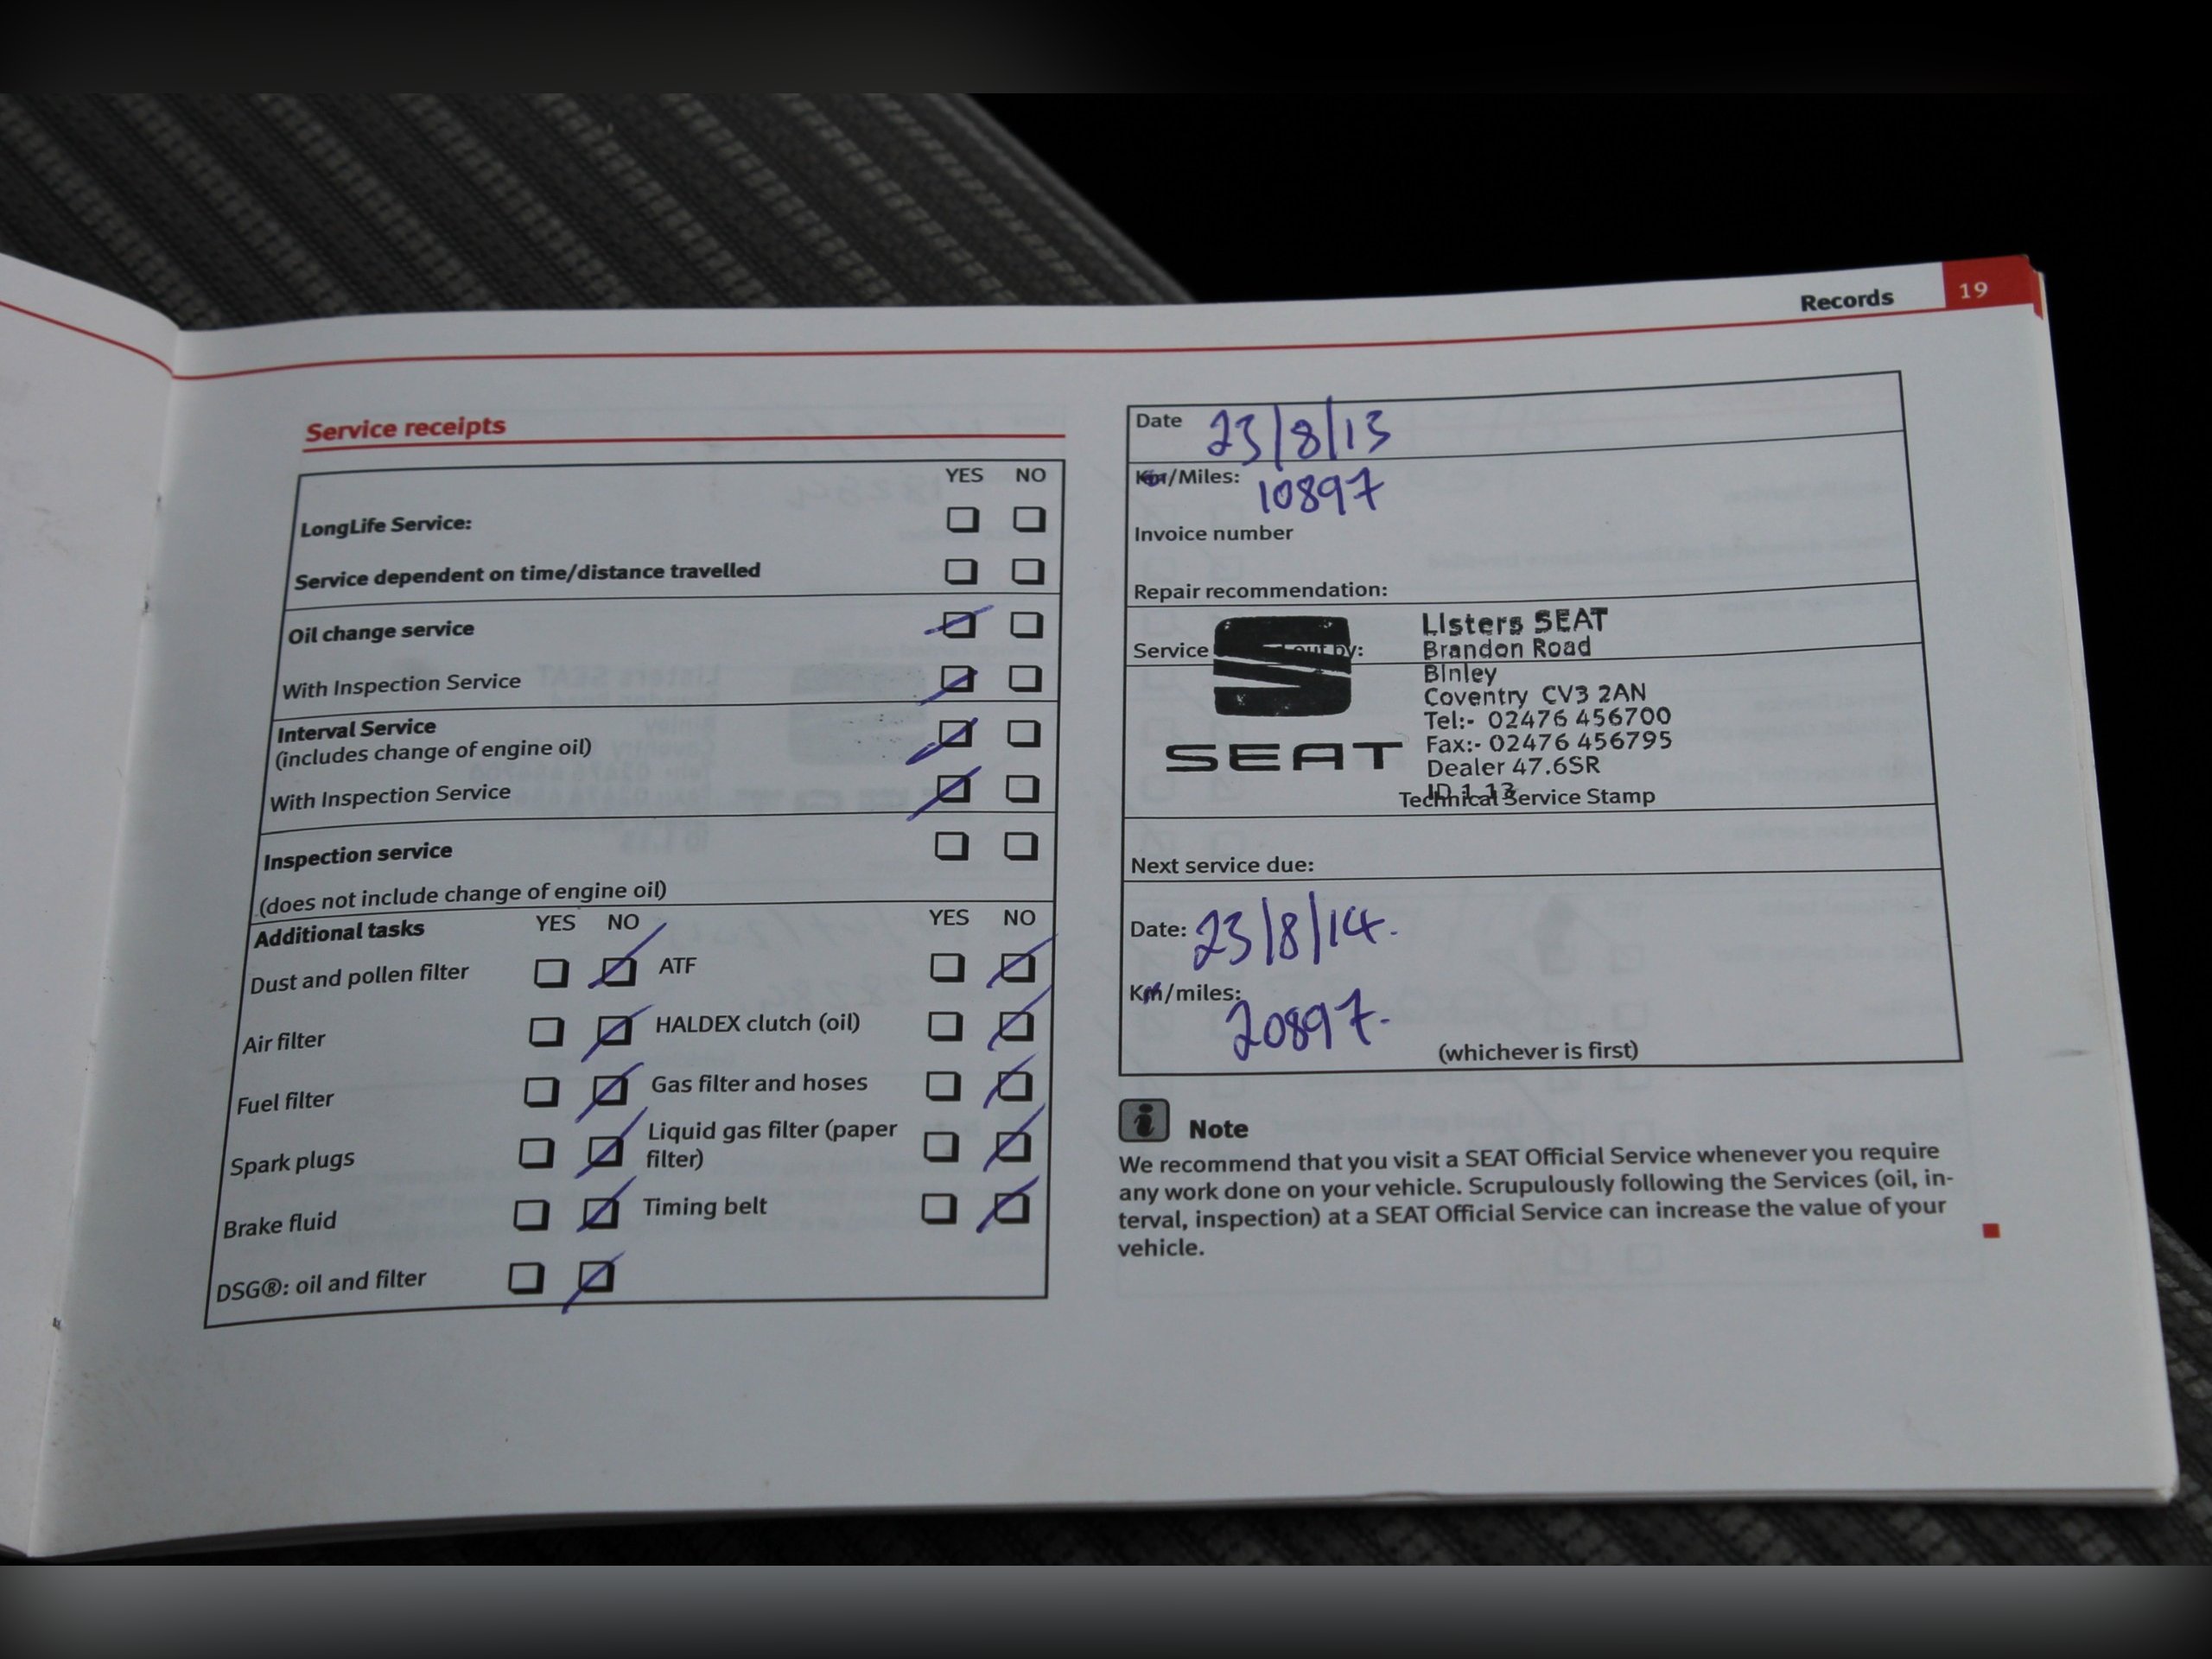 Records 19
Service receipts
YES NO
LongLife Service:
Service dependent on time/distance travelled
Oil change service
With Inspection Service
Interval Service
(includes change of engine oil)
With Inspection Service
Inspection service
(does not include change of engine oil)
Additional tasks YES NO YES NO
Dust and pollen filter ATF
Air filter HALDEX clutch (oil)
Fuel filter Gas filter and hoses
Spark plugs Liquid gas filter (paper
filter)
Brake fluid Timing belt
DSG®: oil and filter
Date 23/8/13
Km/Miles: 10897
Invoice number
Repair recommendation:
Service out by:
SEAT
Listers SEAT
Brandon Road
Binley
Coventry CV3 2AN
Tel:- 02476 456700
Fax:- 02476 456795
Dealer 47.6SR
ID 1.13
Technical Service Stamp
Next service due:
Date: 23/8/14.
Km/miles: 20897.
(whichever is first)
Note
We recommend that you visit a SEAT Official Service whenever you require
any work done on your vehicle. Scrupulously following the Services (oil, in-
terval, inspection) at a SEAT Official Service can increase the value of your
vehicle.